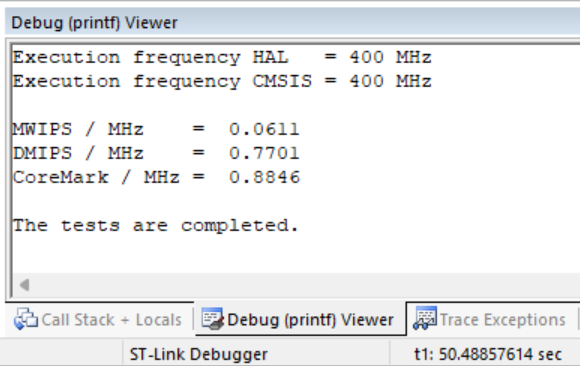 Debug (printf) Viewer
Execution frequency HAL   = 400 MHz
Execution frequency CMSIS = 400 MHz
MWIPS / MHz    =  0.0611
DMIPS / MHz    =  0.7701
CoreMark / MHz =  0.8846
The tests are completed.
Call Stack + Locals Debug (printf) Viewer Trace Exceptions
ST-Link Debugger t1: 50.48857614 sec